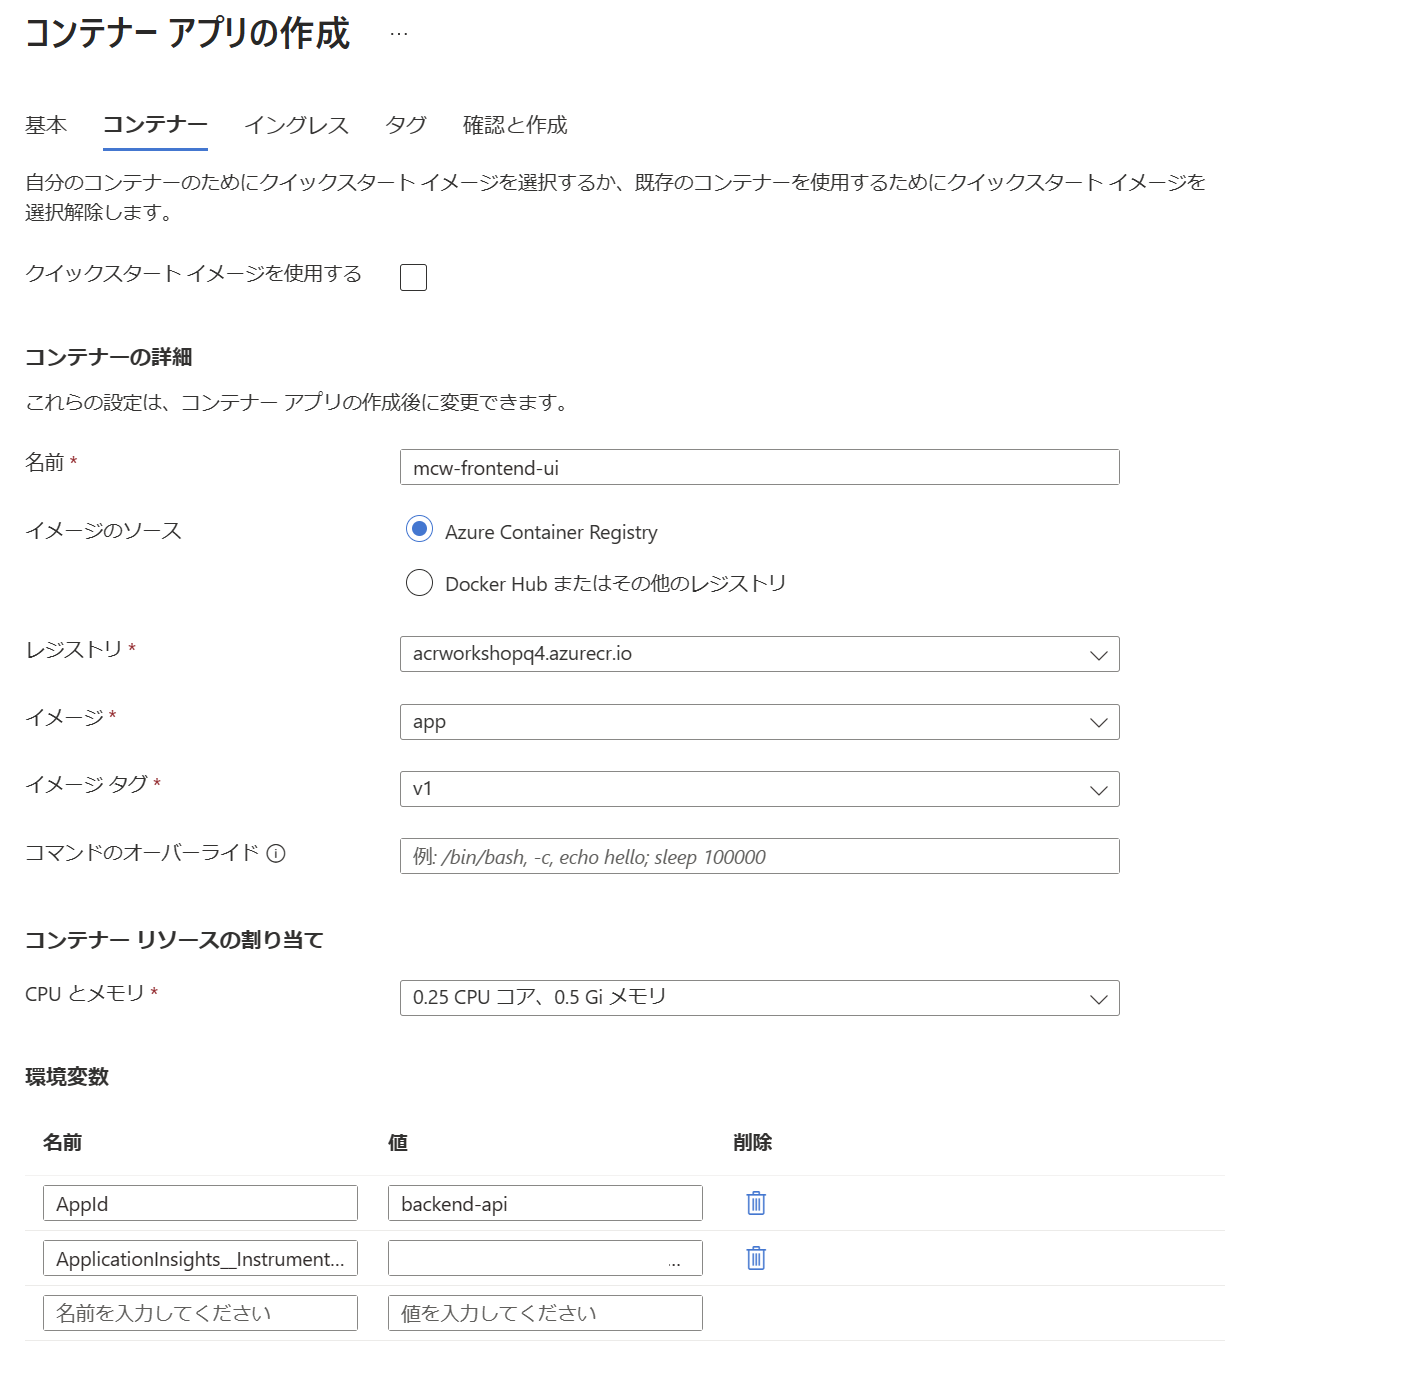 コンテナー アプリの作成 …
基本 コンテナー イングレス タグ 確認と作成
自分のコンテナーのためにクイックスタート イメージを選択するか、既存のコンテナーを使用するためにクイックスタート イメージを
選択解除します。
クイックスタート イメージを使用する
コンテナーの詳細
これらの設定は、コンテナー アプリの作成後に変更できます。
名前 * mcw-frontend-ui
イメージのソース Azure Container Registry
Docker Hub またはその他のレジストリ
レジストリ * acrworkshopq4.azurecr.io
イメージ * app
イメージ タグ * v1
コマンドのオーバーライド 例: /bin/bash, -c, echo hello; sleep 100000
コンテナー リソースの割り当て
CPU とメモリ * 0.25 CPU コア、0.5 Gi メモリ
環境変数
名前 値 削除
AppId backend-api
ApplicationInsights__Instrument... ...
名前を入力してください 値を入力してください